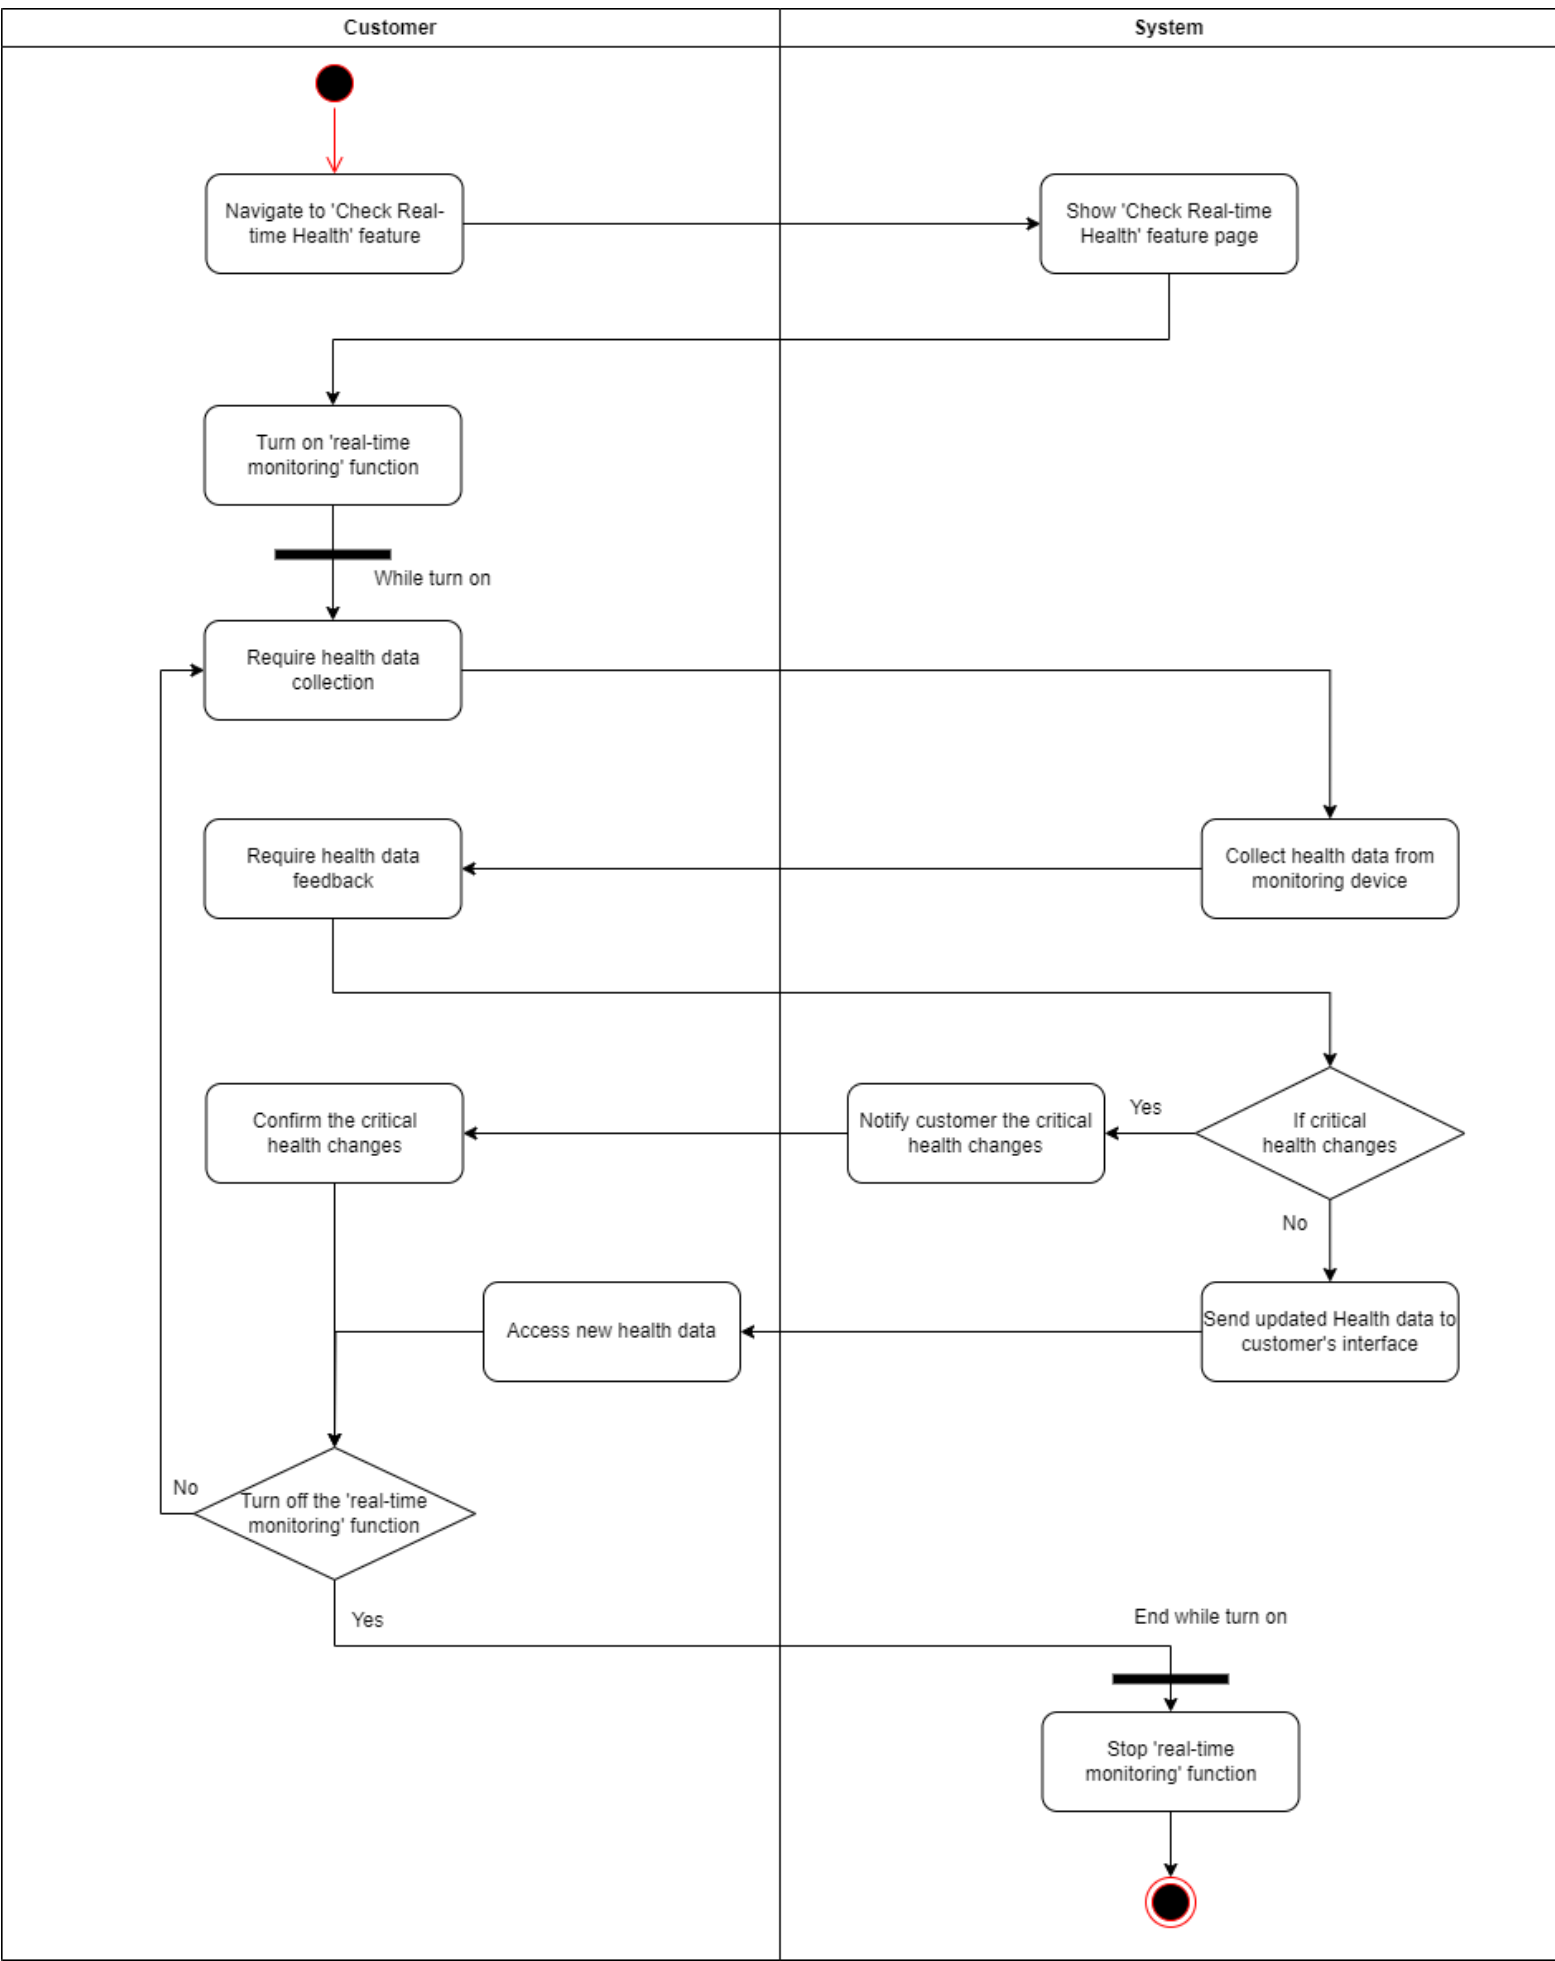 Customer
System
Navigate to 'Check Real-
time Health' feature
Show 'Check Real-time
Health' feature page
Turn on 'real-time
monitoring' function
While turn on
Require health data
collection
Require health data
feedback
Collect health data from
monitoring device
Confirm the critical
health changes
Notify customer the critical
health changes
Yes
If critical
health changes
No
Access new health data
Send updated Health data to
customer's interface
No
Turn off the 'real-time
monitoring' function
Yes
End while turn on
Stop 'real-time
monitoring' function